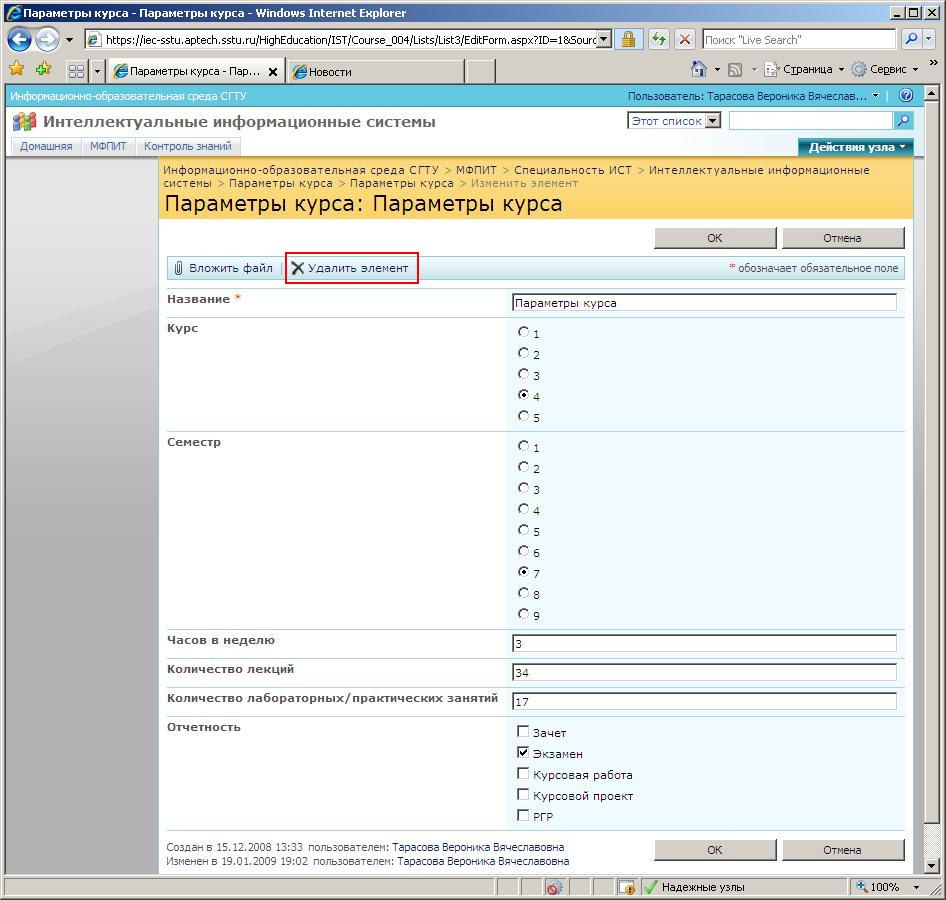 Параметры курса - Параметры курса - Windows Internet Explorer
https://iec-sstu.aptech.sstu.ru/HighEducation/IST/Course_004/Lists/List3/EditForm.aspx?ID=1&Sourc
Поиск "Live Search"
Параметры курса - Пар...
Новости
Страница
Сервис
Информационно-образовательная среда СГТУ
Пользователь: Тарасова Вероника Вячеслав...
Интеллектуальные информационные системы
Этот список
Домашняя
МФПИТ
Контроль знаний
Действия узла
Информационно-образовательная среда СГТУ > МФПИТ > Специальность ИСТ > Интеллектуальные информационные
системы > Параметры курса > Параметры курса > Изменить элемент
Параметры курса: Параметры курса
ОК
Отмена
Вложить файл
Удалить элемент
* обозначает обязательное поле
Название *
Параметры курса
Курс
1
2
3
4
5
Семестр
1
2
3
4
5
6
7
8
9
Часов в неделю
3
Количество лекций
34
Количество лабораторных/практических занятий
17
Отчетность
Зачет
Экзамен
Курсовая работа
Курсовой проект
РГР
Создан в 15.12.2008 13:33 пользователем: Тарасова Вероника Вячеславовна
Изменен в 19.01.2009 19:02 пользователем: Тарасова Вероника Вячеславовна
ОК
Отмена
Надежные узлы
100%